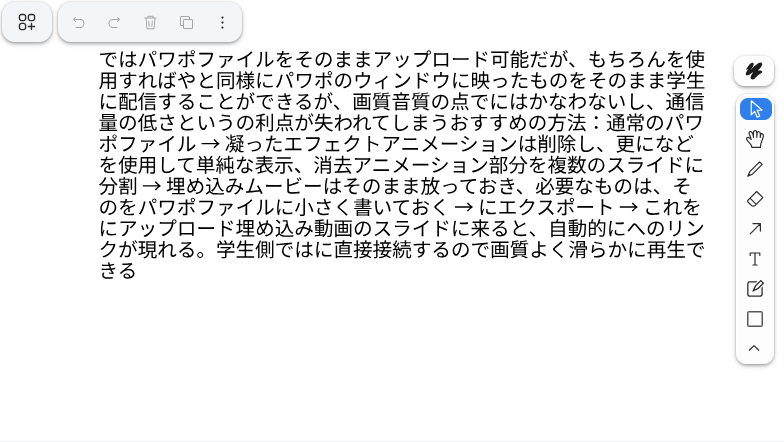 ではパワポファイルをそのままアップロード可能だが、もちろんを使
用すればやと同様にパワポのウィンドウに映ったものをそのまま学生
に配信することができるが、画質音質の点でにはかなわないし、通信
量の低さというの利点が失われてしまうおすすめの方法：通常のパワ
ポファイル → 凝ったエフェクトアニメーションは削除し、更になど
を使用して単純な表示、消去アニメーション部分を複数のスライドに
分割 → 埋め込みムービーはそのまま放っておき、必要なものは、そ
のをパワポファイルに小さく書いておく → にエクスポート → これを
にアップロード埋め込み動画のスライドに来ると、自動的にへのリン
クが現れる。学生側ではに直接接続するので画質よく滑らかに再生で
きる